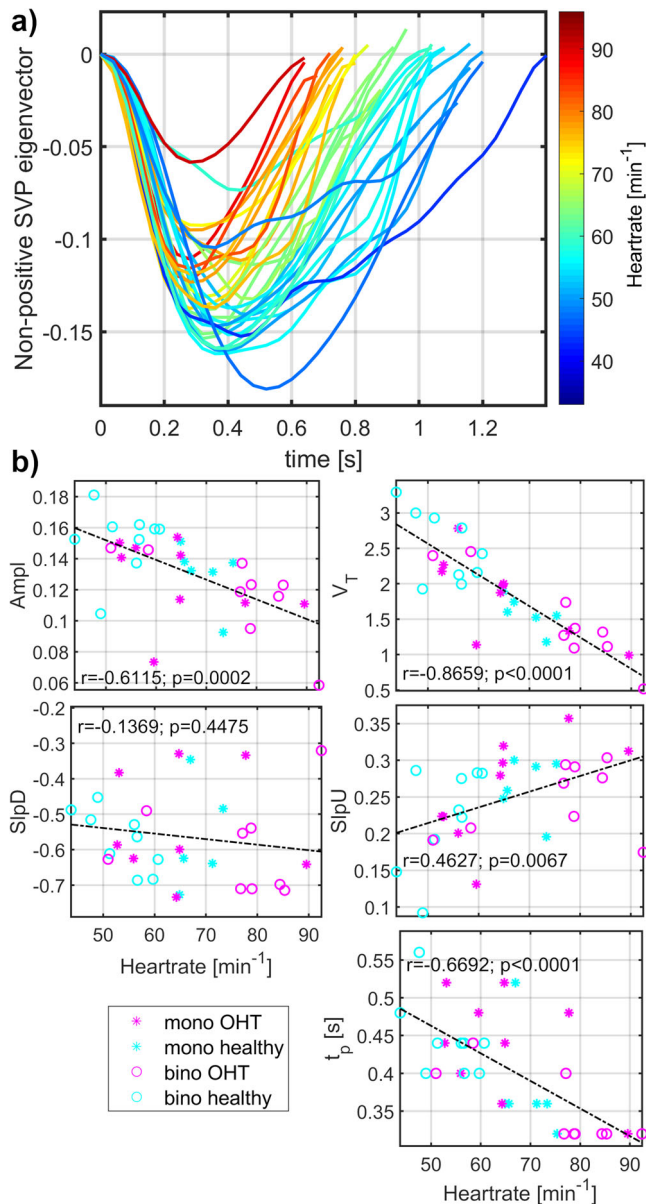 a)
Non-positive SVP eigenvector
0
-0.05
-0.1
-0.15
0 0.2 0.4 0.6 0.8 1 1.2
time [s]
90
80
70
60
50
40
Heartrate [min⁻¹]
b)
Ampl
0.18
0.16
0.14
0.12
0.1
0.08
0.06
r=-0.6115; p=0.0002
V_T
3
2.5
2
1.5
1
0.5
r=-0.8659; p<0.0001
SlpD
-0.2
-0.3
-0.4
-0.5
-0.6
-0.7
r=-0.1369; p=0.4475
50 60 70 80 90
Heartrate [min⁻¹]
SlpU
0.35
0.3
0.25
0.2
0.15
0.1
r=0.4627; p=0.0067
t_p [s]
0.55
0.5
0.45
0.4
0.35
r=-0.6692; p<0.0001
50 60 70 80 90
Heartrate [min⁻¹]
mono OHT
mono healthy
bino OHT
bino healthy